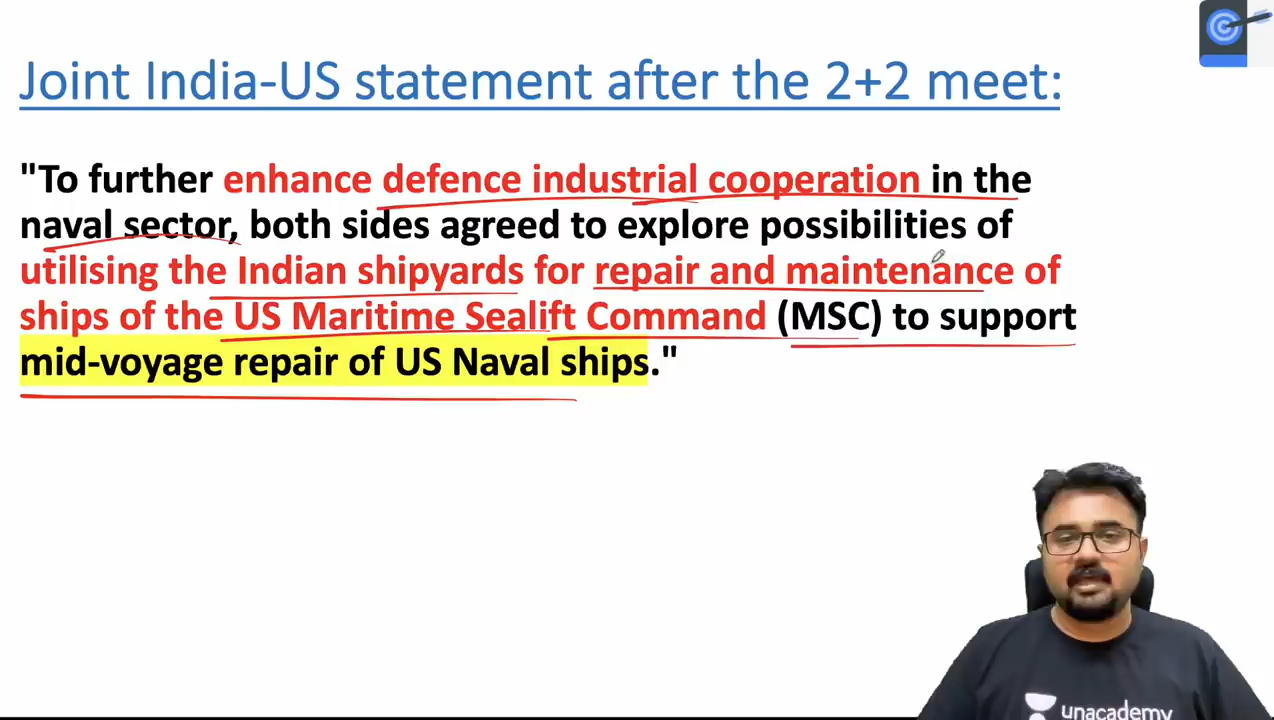 Joint India-US statement after the 2+2 meet:
"To further enhance defence industrial cooperation in the
naval sector, both sides agreed to explore possibilities of
utilising the Indian shipyards for repair and maintenance of
ships of the US Maritime Sealift Command (MSC) to support
mid-voyage repair of US Naval ships."
unacademy